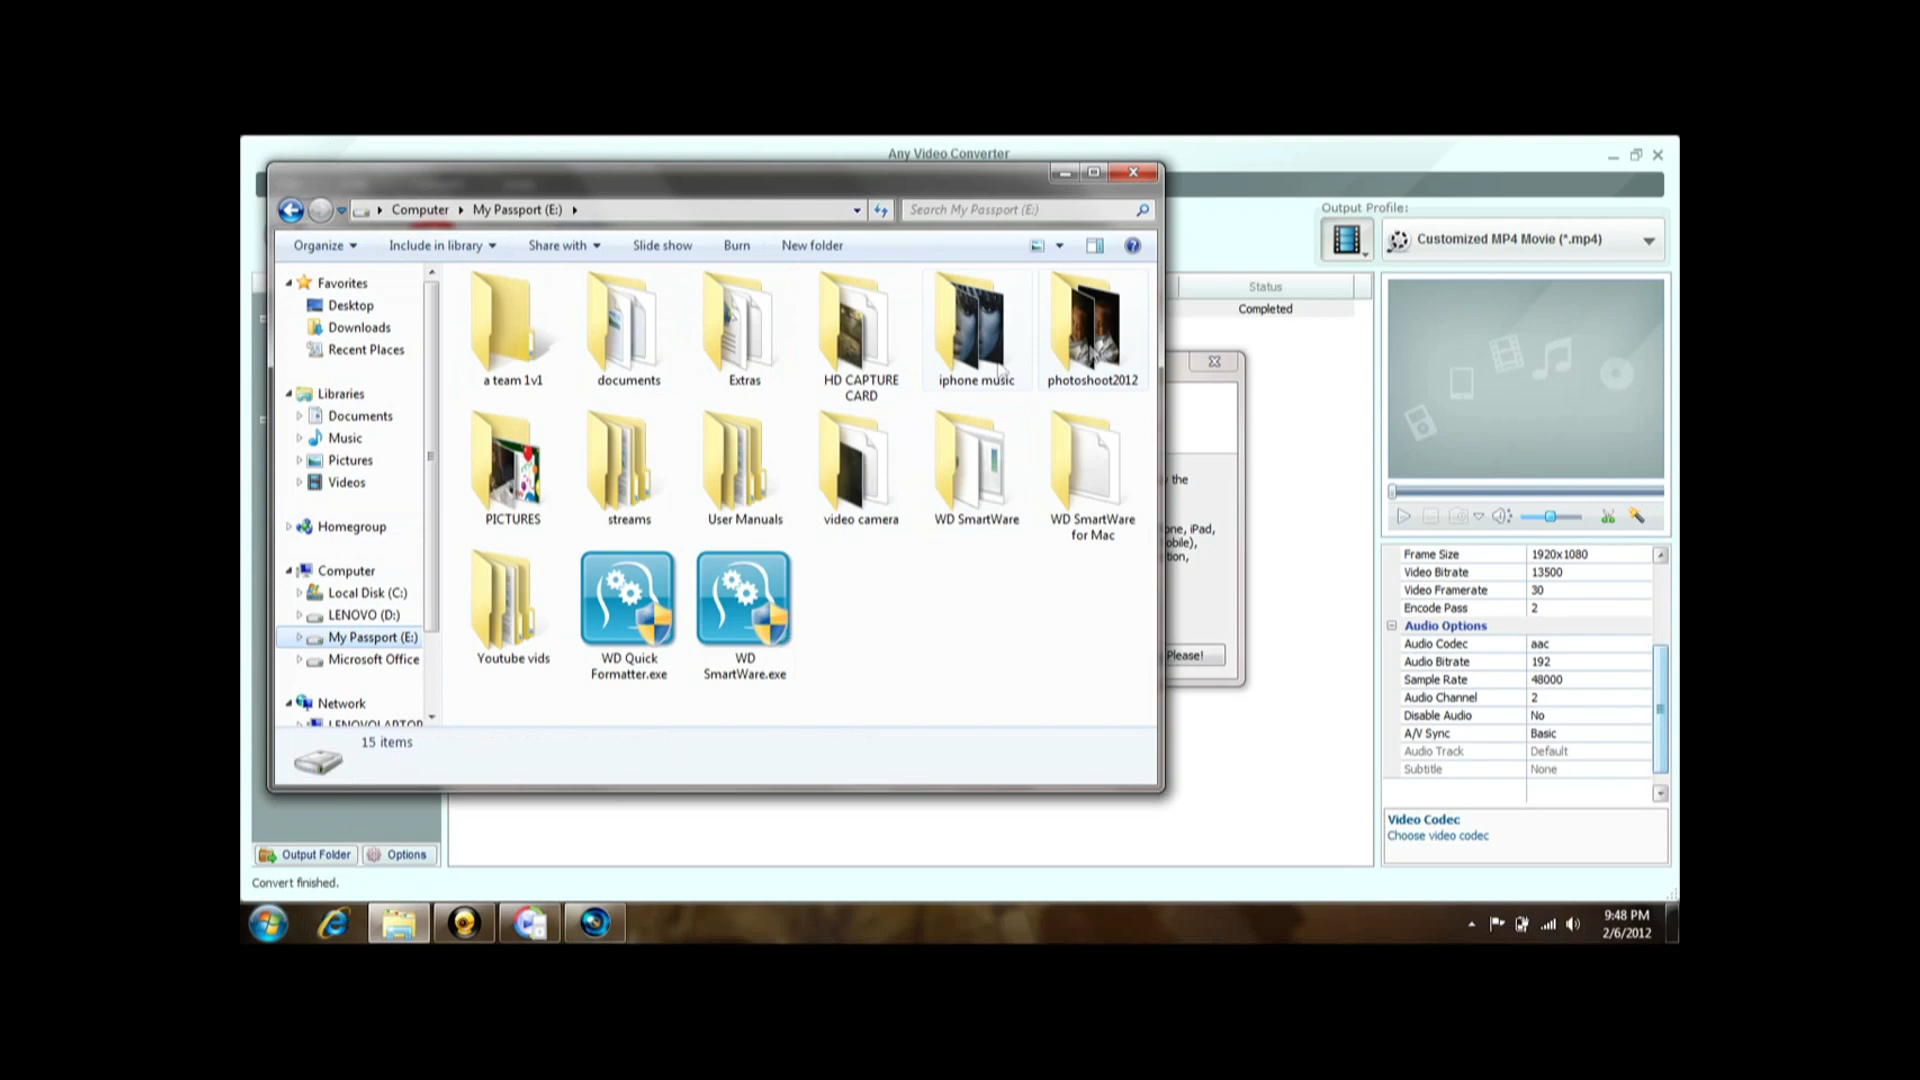 Any Video Converter
Computer
My Passport (E:)
Search My Passport (E:)
Output Profile:
Customized MP4 Movie (*.mp4)
Organize
Include in library
Share with
Slide show
Burn
New folder
Favorites
Desktop
Downloads
Recent Places
Libraries
Documents
Music
Pictures
Videos
Homegroup
Computer
Local Disk (C:)
LENOVO (D:)
My Passport (E:)
Microsoft Office
Network
LENOVOLAPTOP
a team 1v1
documents
Extras
HD CAPTURE
CARD
iphone music
photoshoot2012
PICTURES
streams
User Manuals
video camera
WD SmartWare
WD SmartWare
for Mac
Youtube vids
WD Quick
Formatter.exe
WD
SmartWare.exe
15 items
Status
Completed
the
one, iPad,
obile),
tion,
Please!
Frame Size 1920x1080
Video Bitrate 13500
Video Framerate 30
Encode Pass 2
Audio Options
Audio Codec aac
Audio Bitrate 192
Sample Rate 48000
Audio Channel 2
Disable Audio No
A/V Sync Basic
Audio Track Default
Subtitle None
Video Codec
Choose video codec
Output Folder
Options
Convert finished.
9:48 PM
2/6/2012